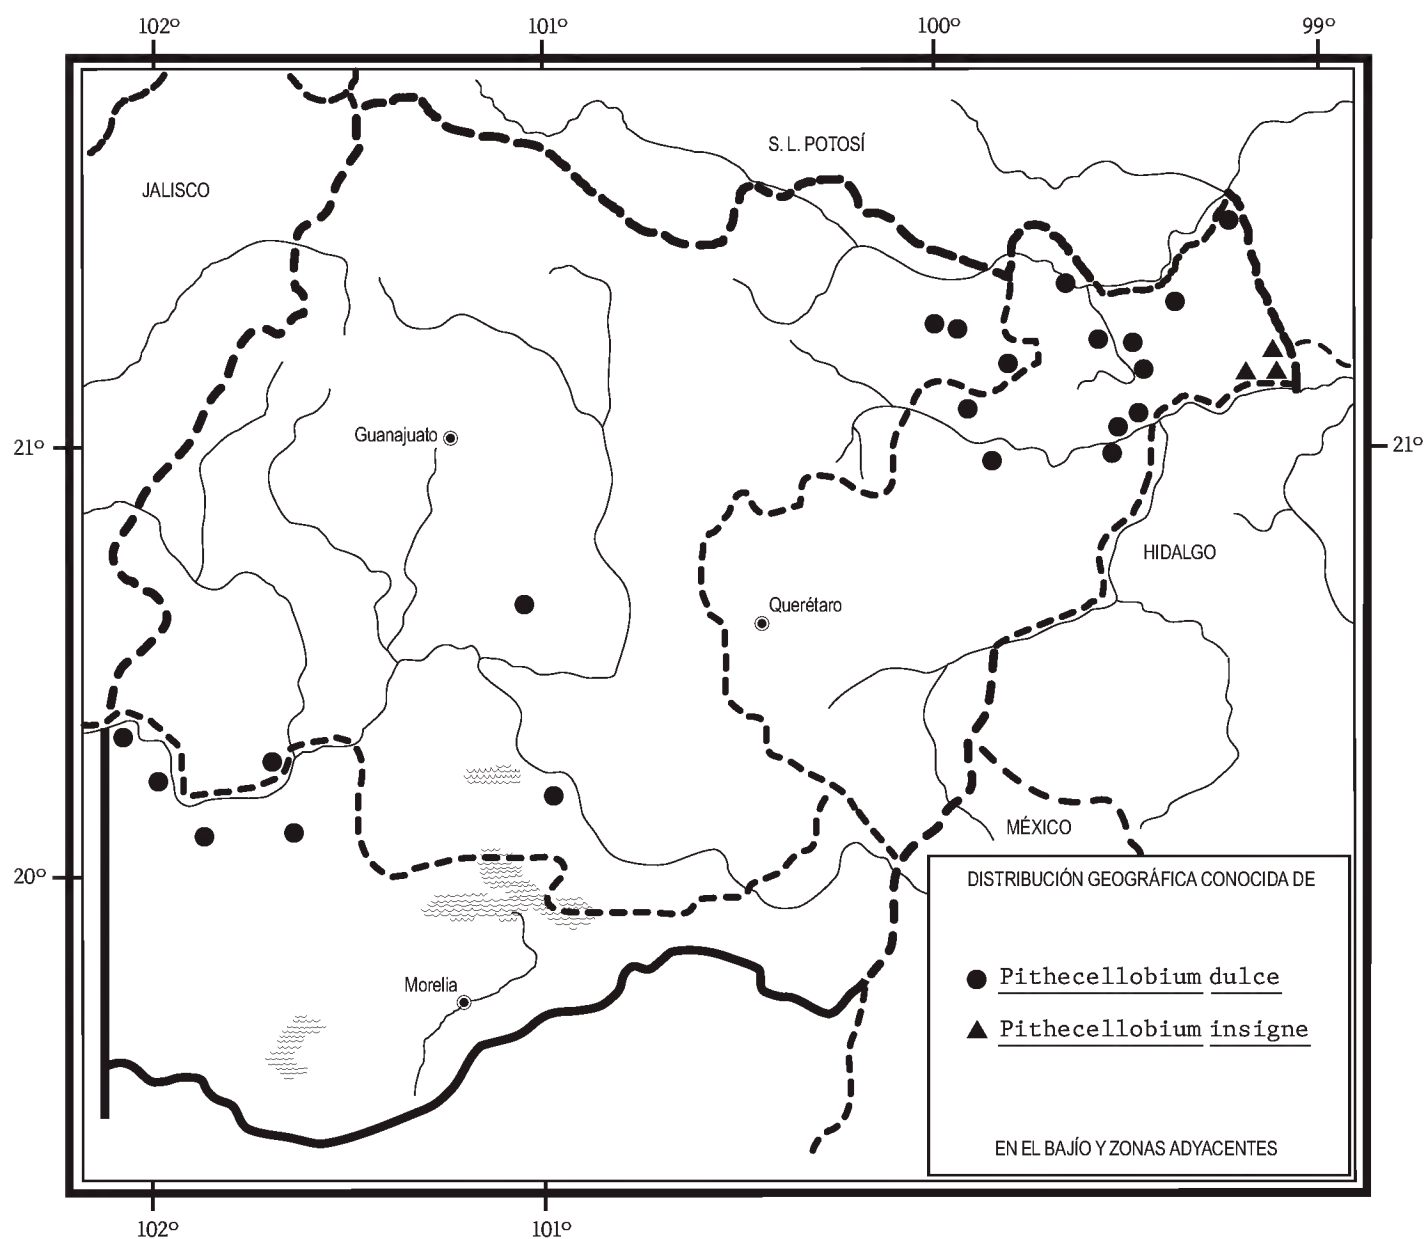 102º 101º 100º 99º
S. L. POTOSÍ
JALISCO
Guanajuato
21º 21º
HIDALGO
Querétaro
MÉXICO
20º
DISTRIBUCIÓN GEOGRÁFICA CONOCIDA DE
Pithecellobium dulce
Morelia
Pithecellobium insigne
EN EL BAJÍO Y ZONAS ADYACENTES
102º 101º